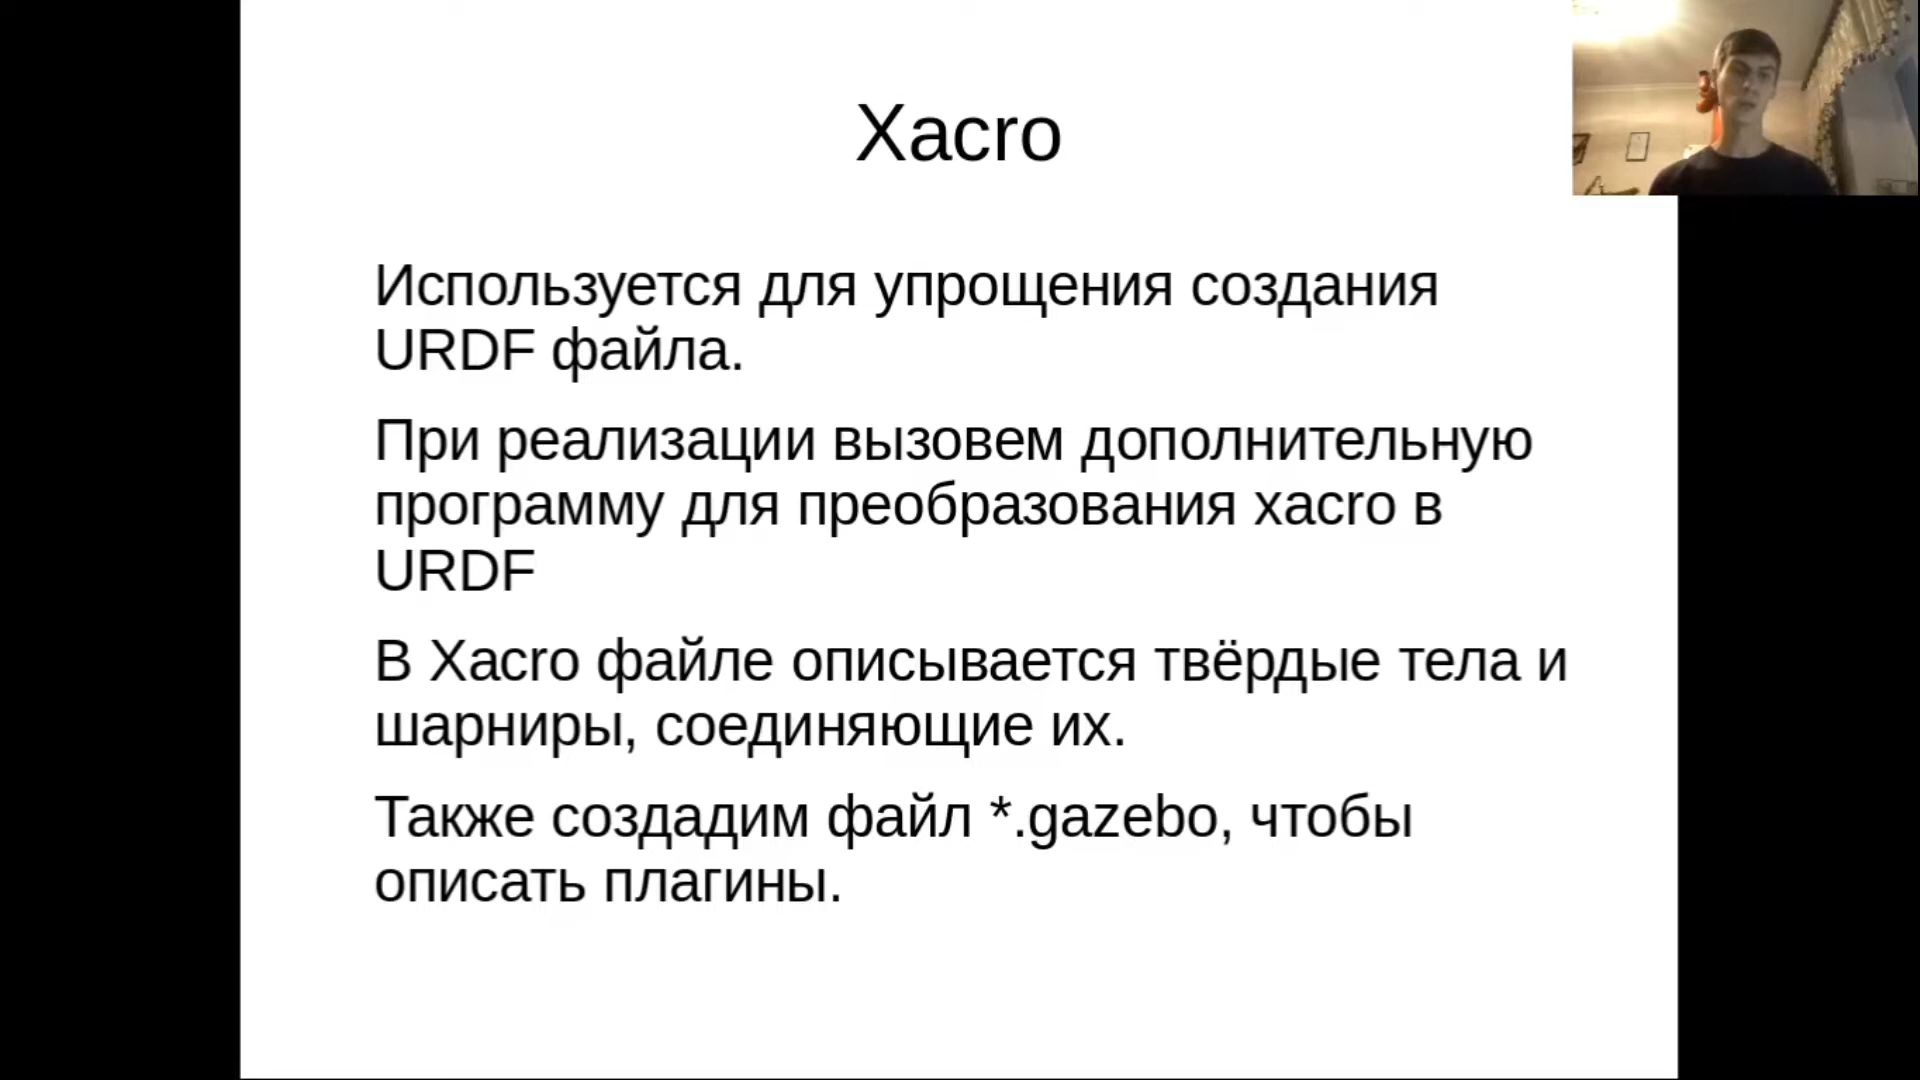 Xacro
Используется для упрощения создания
URDF файла.
При реализации вызовем дополнительную
программу для преобразования xacro в
URDF
В Xacro файле описывается твёрдые тела и
шарниры, соединяющие их.
Также создадим файл *.gazebo, чтобы
описать плагины.